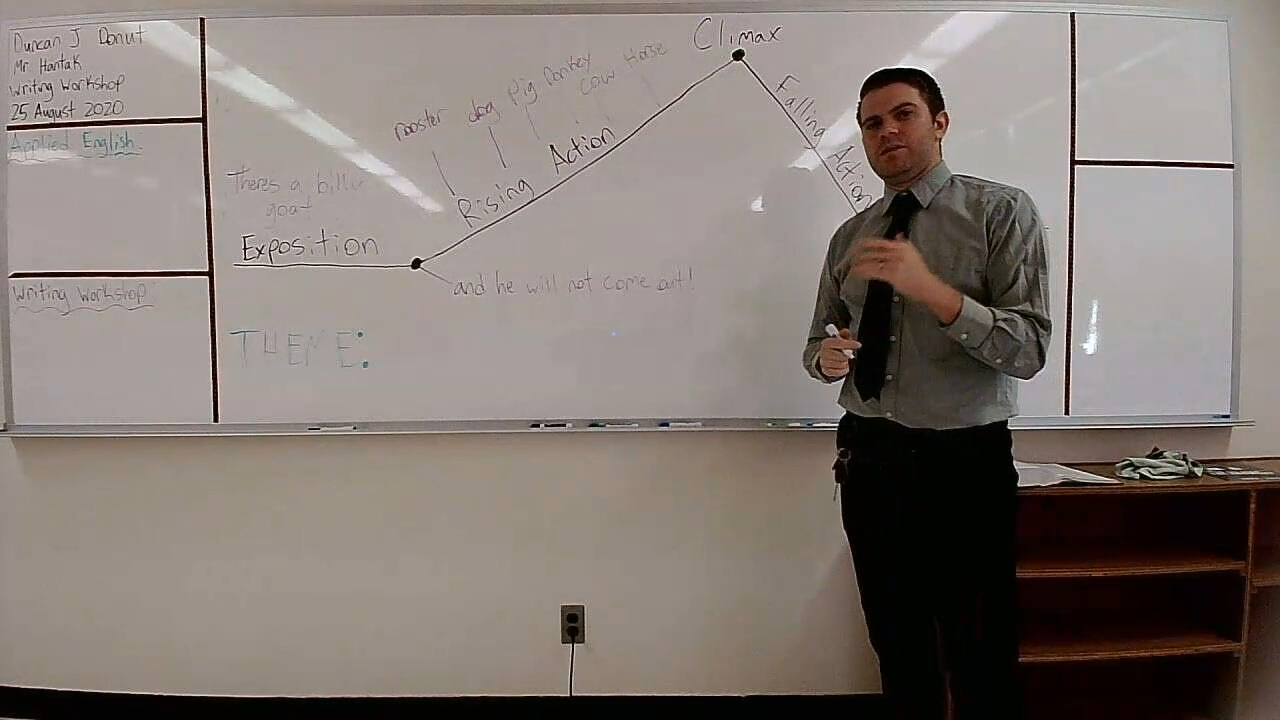 Duncan J Donut
Mr. Hantak
Writing Workshop
25 August 2020
Applied English:
Writing Workshop:
Climax
rooster dog pig Donkey cow Horse
Falling Action
Rising Action
Theres a billy
goat
Exposition
and he will not come out!
THEME: